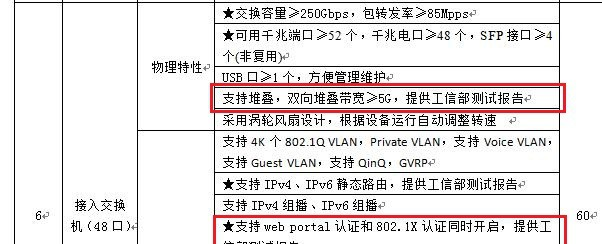 ★交换容量≥250Gbps，包转发率≥85Mpps
★可用千兆端口≥52个，千兆电口≥48个，SFP接口≥4
个(非复用)
物理特性
USB口≥1个，方便管理维护
支持堆叠，双向堆叠带宽≥5G，提供工信部测试报告
采用涡轮风扇设计，根据设备运行自动调整转速
支持4K个802.1Q VLAN，Private VLAN，支持Voice VLAN，
支持Guest VLAN，支持QinQ，GVRP
★支持IPv4、IPv6静态路由，提供工信部测试报告
支持IPv4组播、IPv6组播
6
接入交换
机（48口）
60
★支持web portal认证和802.1X认证同时开启，提供工
信部测试报告